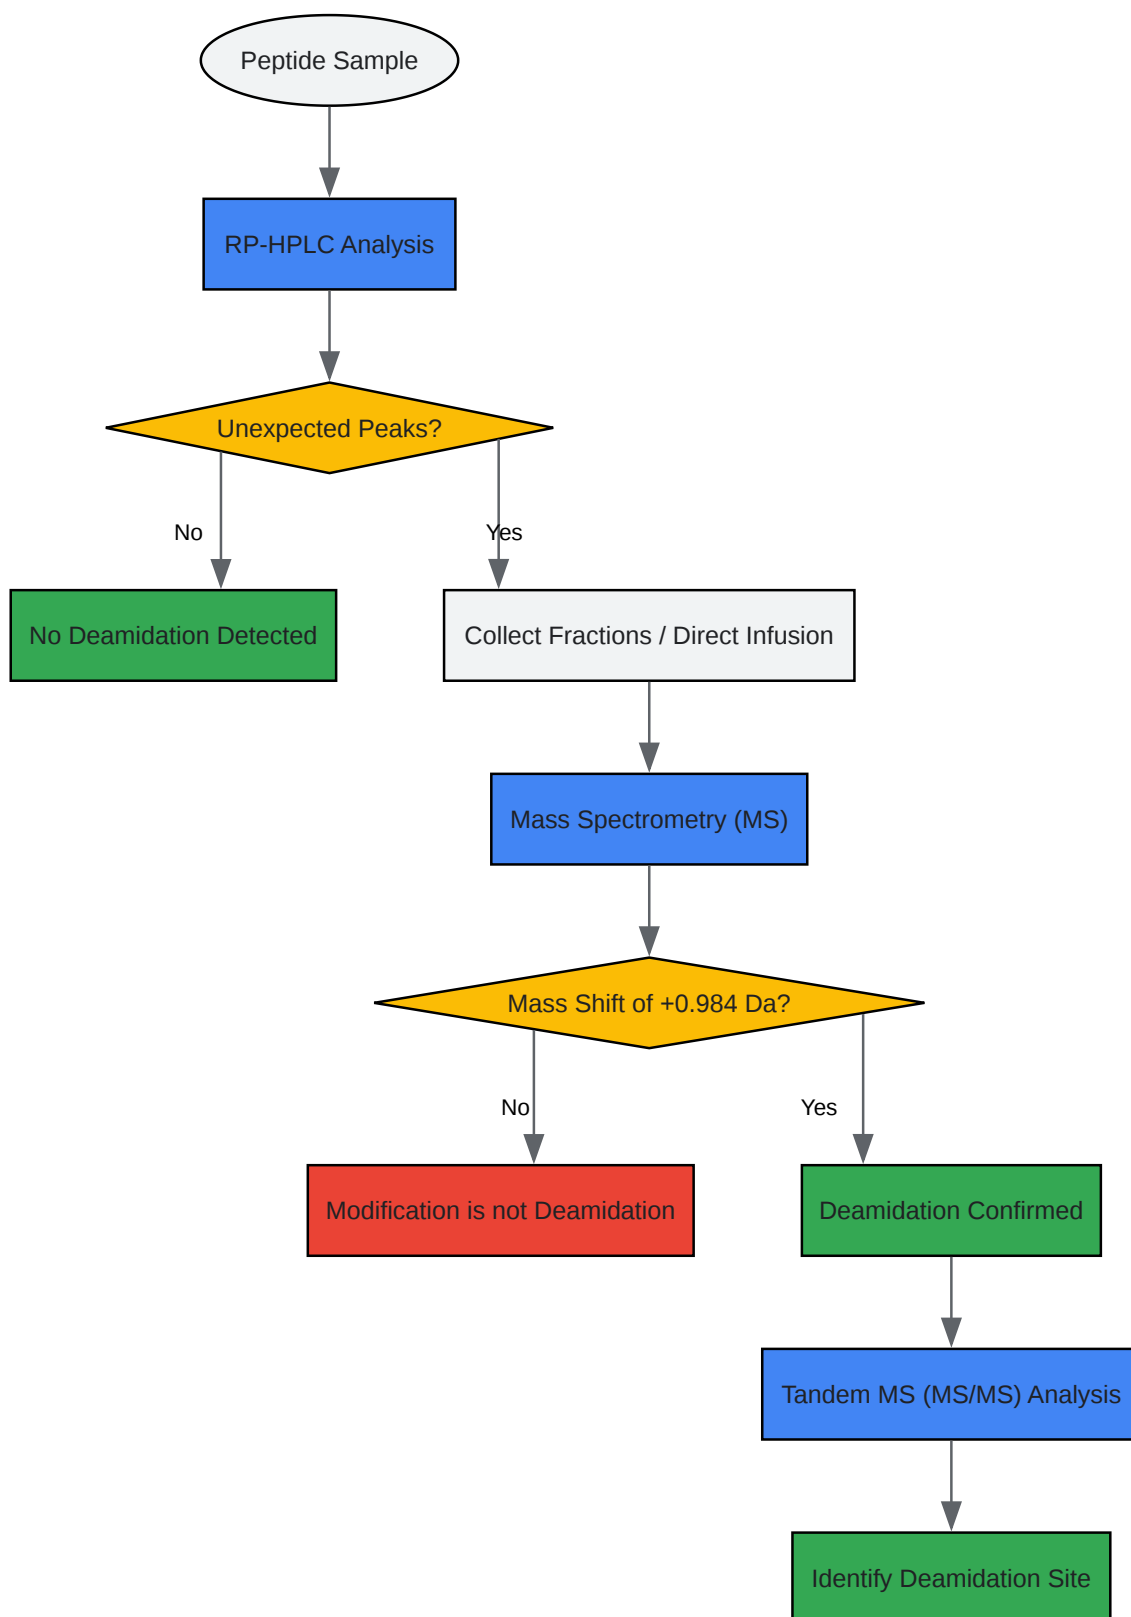 Peptide Sample
RP-HPLC Analysis
Unexpected Peaks?
No
Yes
No Deamidation Detected
Collect Fractions / Direct Infusion
Mass Spectrometry (MS)
Mass Shift of +0.984 Da?
No
Yes
Modification is not Deamidation
Deamidation Confirmed
Tandem MS (MS/MS) Analysis
Identify Deamidation Site